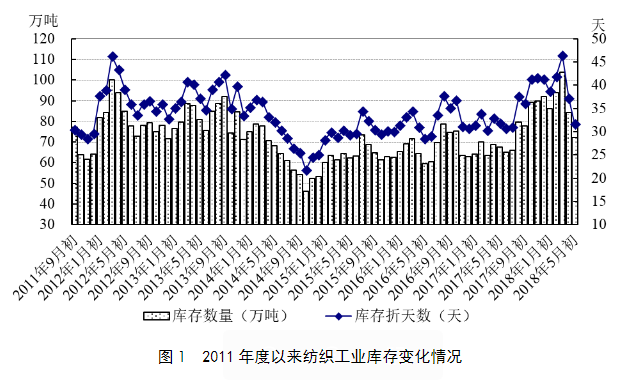 万吨
天
120
110
100
90
80
70
60
50
40
30
50
45
40
35
30
25
20
15
10
2011年9月初
2012年1月初
2012年5月初
2012年9月初
2013年1月初
2013年5月初
2013年9月初
2014年1月初
2014年5月初
2014年9月初
2015年1月初
2015年5月初
2015年9月初
2016年1月初
2016年5月初
2016年9月初
2017年1月初
2017年5月初
2017年9月初
2018年1月初
2018年5月初
库存数量（万吨） 库存折天数（天）
图 1 2011 年度以来纺织工业库存变化情况